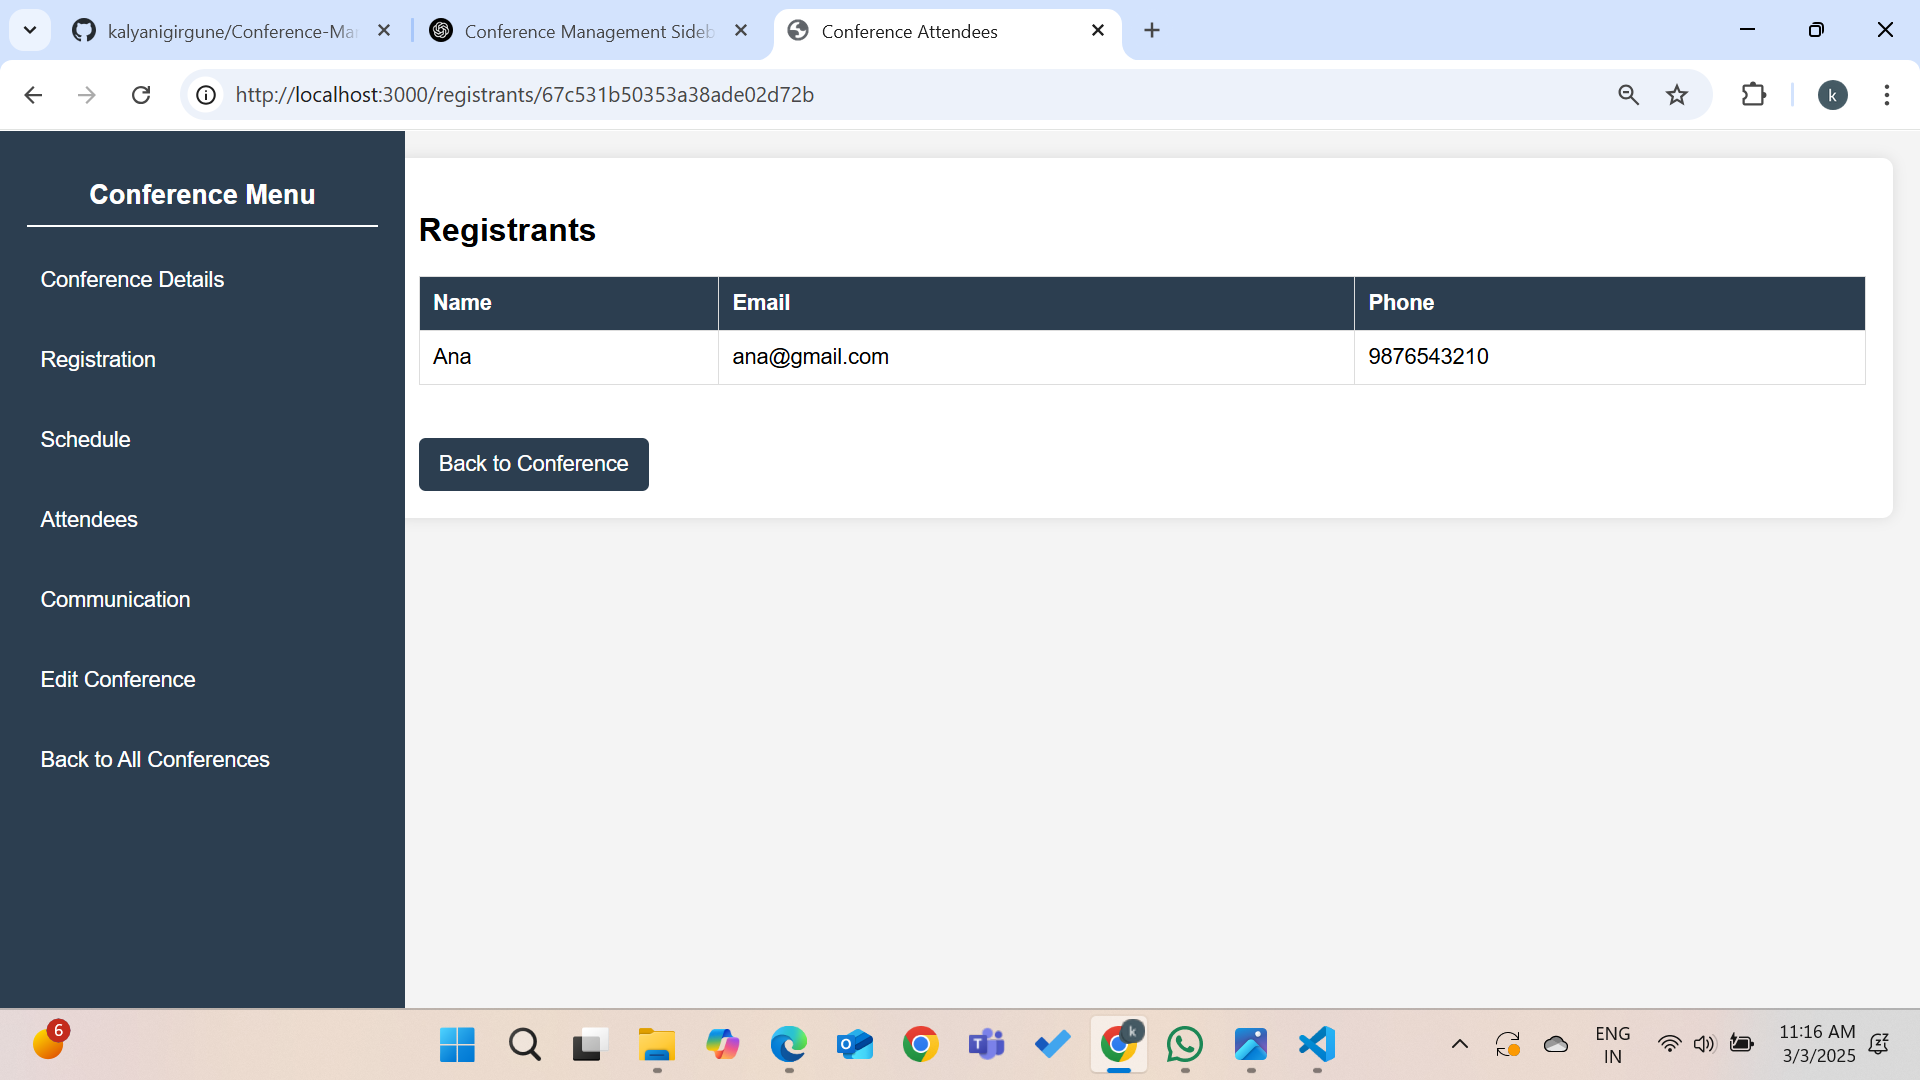 kalyanigirgune/Conference-Ma
Conference Management Sideb
Conference Attendees
http://localhost:3000/registrants/67c531b50353a38ade02d72b
k
Conference Menu
Conference Details
Registration
Schedule
Attendees
Communication
Edit Conference
Back to All Conferences
Registrants
Name Email Phone
Ana ana@gmail.com 9876543210
Back to Conference
6
k
ENG
IN
11:16 AM
3/3/2025